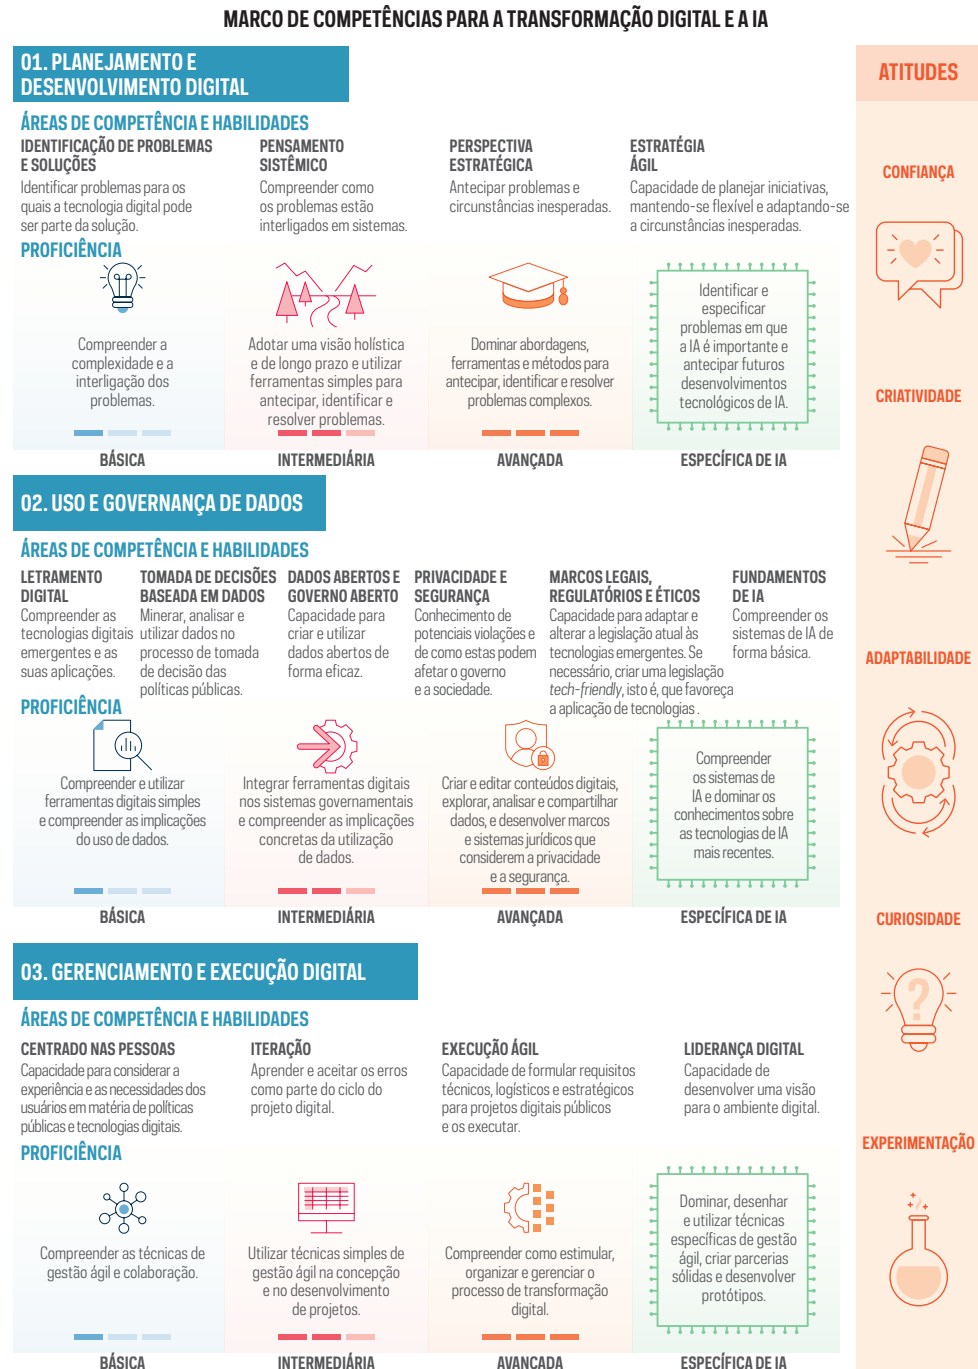 MARCO DE COMPETÊNCIAS PARA A TRANSFORMAÇÃO DIGITAL E A IA
01. PLANEJAMENTO E
DESENVOLVIMENTO DIGITAL
ÁREAS DE COMPETÊNCIA E HABILIDADES
IDENTIFICAÇÃO DE PROBLEMAS
E SOLUÇÕES
Identificar problemas para os
quais a tecnologia digital pode
ser parte da solução.
PENSAMENTO
SISTÊMICO
Compreender como
os problemas estão
interligados em sistemas.
PERSPECTIVA
ESTRATÉGICA
Antecipar problemas e
circunstâncias inesperadas.
ESTRATÉGIA
ÁGIL
Capacidade de planejar iniciativas,
mantendo-se flexível e adaptando-se
a circunstâncias inesperadas.
PROFICIÊNCIA
Compreender a
complexidade e a
interligação dos
problemas.
BÁSICA
Adotar uma visão holística
e de longo prazo e utilizar
ferramentas simples para
antecipar, identificar e
resolver problemas.
INTERMEDIÁRIA
Dominar abordagens,
ferramentas e métodos para
antecipar, identificar e resolver
problemas complexos.
AVANÇADA
Identificar e
especificar
problemas em que
a IA é importante e
antecipar futuros
desenvolvimentos
tecnológicos de IA.
ESPECÍFICA DE IA
02. USO E GOVERNANÇA DE DADOS
ÁREAS DE COMPETÊNCIA E HABILIDADES
LETRAMENTO
DIGITAL
Compreender as
tecnologias digitais
emergentes e as
suas aplicações.
TOMADA DE DECISÕES
BASEADA EM DADOS
Minerar, analisar e
utilizar dados no
processo de tomada
de decisão das
políticas públicas.
DADOS ABERTOS E
GOVERNO ABERTO
Capacidade para
criar e utilizar
dados abertos de
forma eficaz.
PRIVACIDADE E
SEGURANÇA
Conhecimento de
potenciais violações e
de como estas podem
afetar o governo
e a sociedade.
MARCOS LEGAIS,
REGULATÓRIOS E ÉTICOS
Capacidade para adaptar e
alterar a legislação atual às
tecnologias emergentes. Se
necessário, criar uma legislação
tech-friendly, isto é, que favoreça
a aplicação de tecnologias .
FUNDAMENTOS
DE IA
Compreender os
sistemas de IA de
forma básica.
PROFICIÊNCIA
Compreender e utilizar
ferramentas digitais simples
e compreender as implicações
do uso de dados.
BÁSICA
Integrar ferramentas digitais
nos sistemas governamentais
e compreender as implicações
concretas da utilização
de dados.
INTERMEDIÁRIA
Criar e editar conteúdos digitais,
explorar, analisar e compartilhar
dados, e desenvolver marcos
e sistemas jurídicos que
considerem a privacidade
e a segurança.
AVANÇADA
Compreender
os sistemas de
IA e dominar os
conhecimentos sobre
as tecnologias de IA
mais recentes.
ESPECÍFICA DE IA
03. GERENCIAMENTO E EXECUÇÃO DIGITAL
ÁREAS DE COMPETÊNCIA E HABILIDADES
CENTRADO NAS PESSOAS
Capacidade para considerar a
experiência e as necessidades dos
usuários em matéria de políticas
públicas e tecnologias digitais.
ITERAÇÃO
Aprender e aceitar os erros
como parte do ciclo do
projeto digital.
EXECUÇÃO ÁGIL
Capacidade de formular requisitos
técnicos, logísticos e estratégicos
para projetos digitais públicos
e os executar.
LIDERANÇA DIGITAL
Capacidade de
desenvolver uma visão
para o ambiente digital.
PROFICIÊNCIA
Compreender as técnicas de
gestão ágil e colaboração.
BÁSICA
Utilizar técnicas simples de
gestão ágil na concepção
e no desenvolvimento
de projetos.
INTERMEDIÁRIA
Compreender como estimular,
organizar e gerenciar o
processo de transformação
digital.
AVANÇADA
Dominar, desenhar
e utilizar técnicas
específicas de gestão
ágil, criar parcerias
sólidas e desenvolver
protótipos.
ESPECÍFICA DE IA
ATITUDES
CONFIANÇA
CRIATIVIDADE
ADAPTABILIDADE
CURIOSIDADE
?
EXPERIMENTAÇÃO